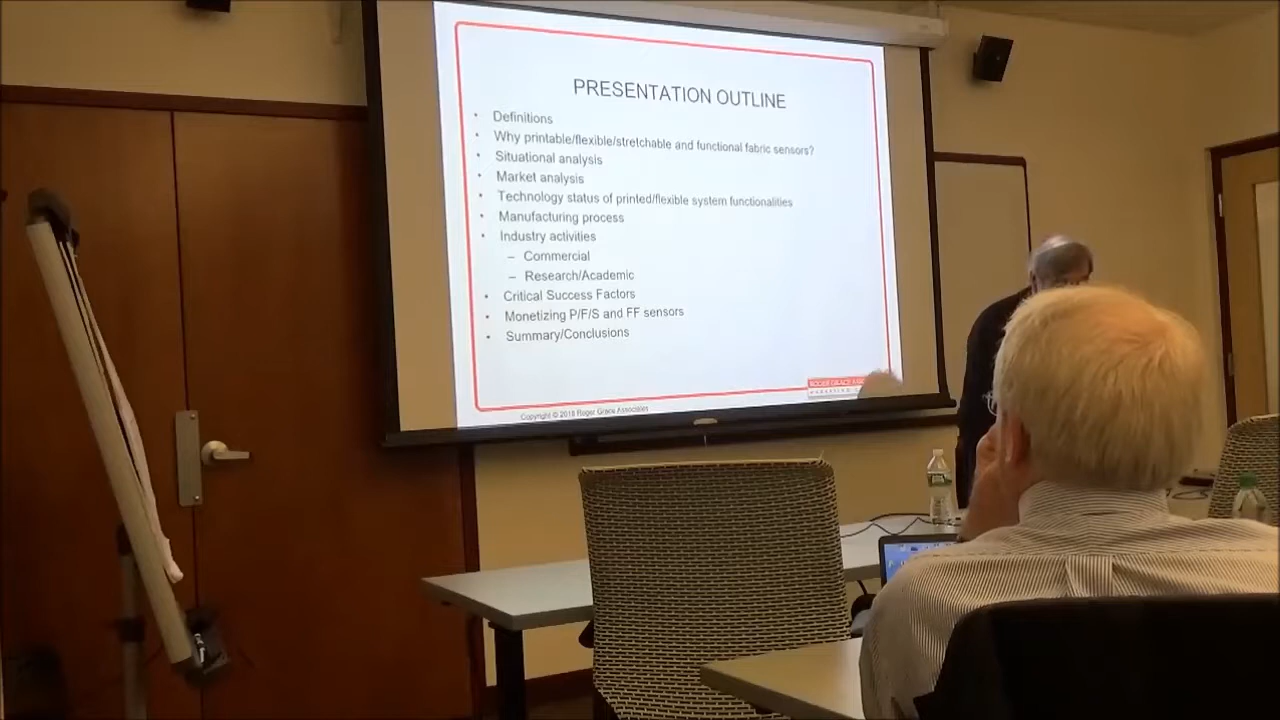 PRESENTATION OUTLINE
• Definitions
• Why printable/flexible/stretchable and functional fabric sensors?
• Situational analysis
• Market analysis
• Technology status of printed/flexible system functionalities
• Manufacturing process
• Industry activities
– Commercial
– Research/Academic
• Critical Success Factors
• Monetizing P/F/S and FF sensors
• Summary/Conclusions
ROGER GRACE
Copyright © 2018 Roger Grace Associates